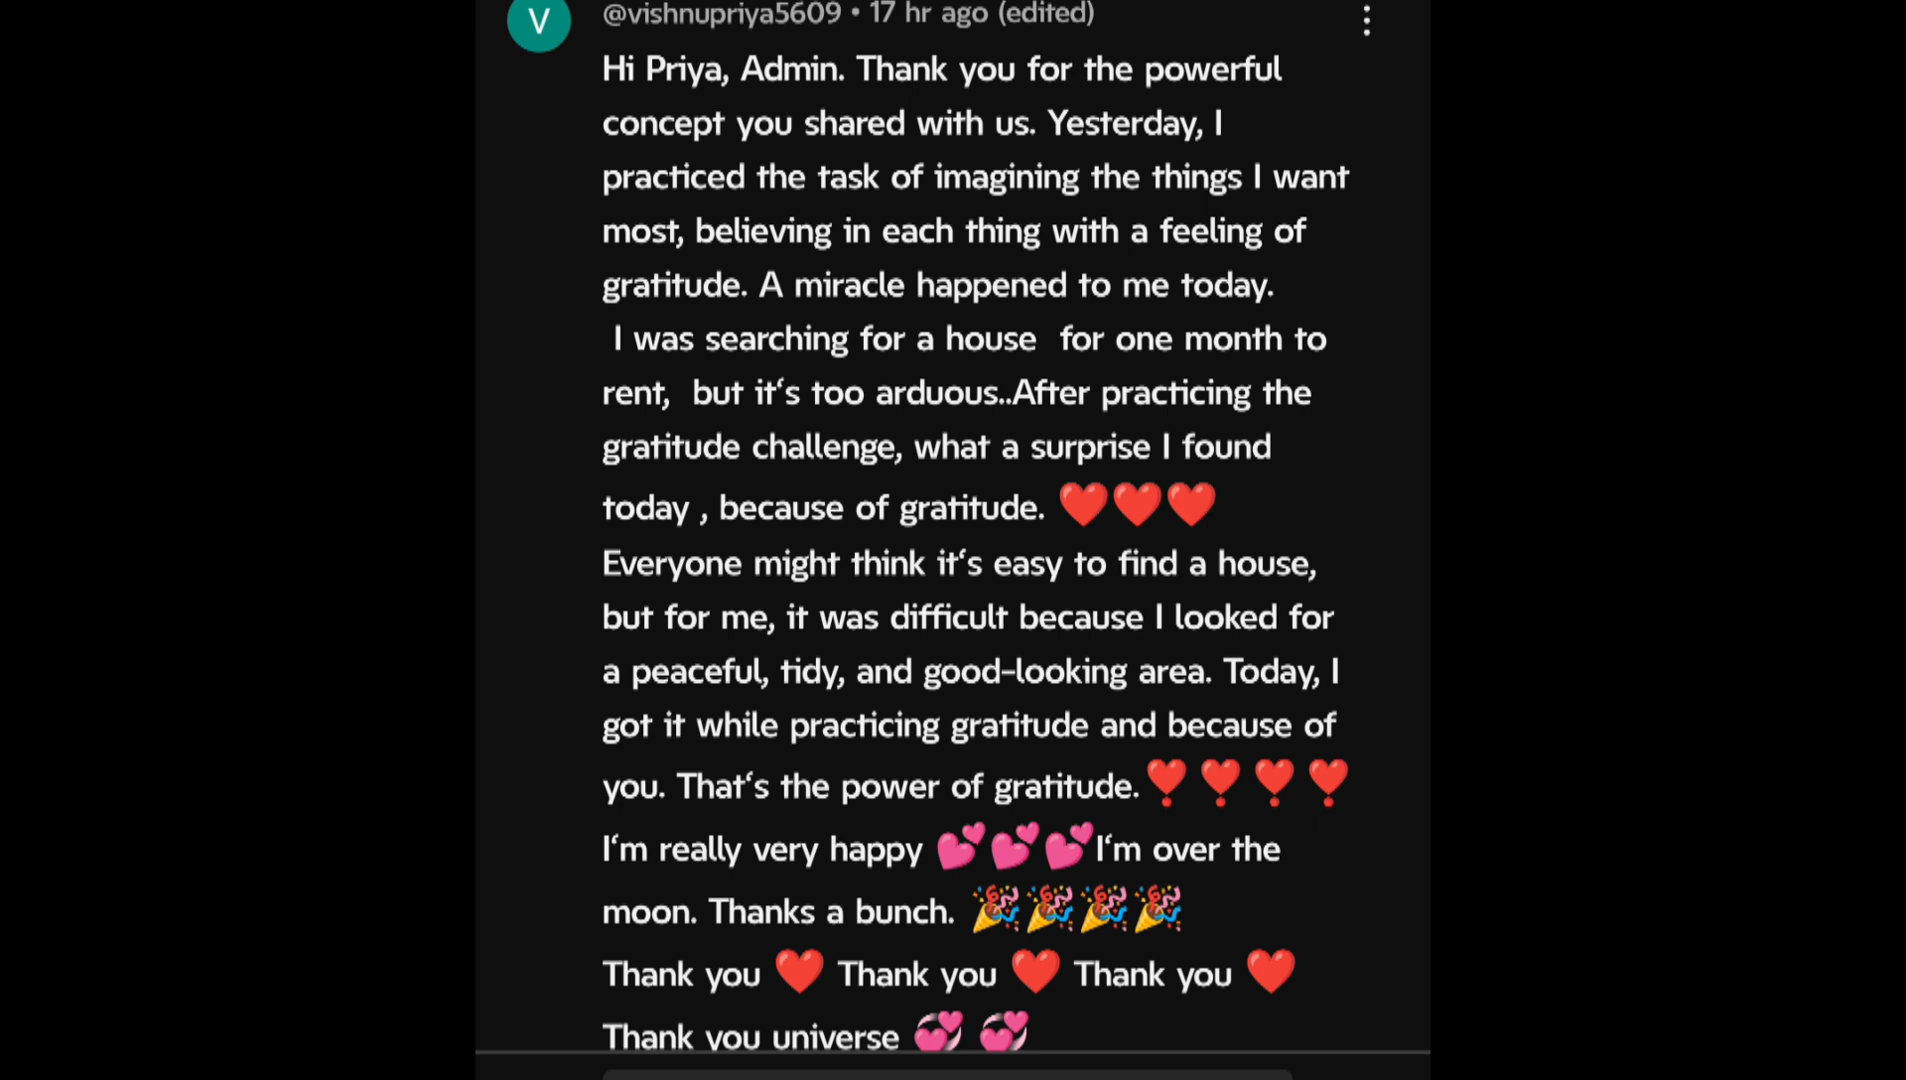 V
@vishnupriya5609 • 17 hr ago (edited)
Hi Priya, Admin. Thank you for the powerful
concept you shared with us. Yesterday, I
practiced the task of imagining the things I want
most, believing in each thing with a feeling of
gratitude. A miracle happened to me today.
I was searching for a house  for one month to
rent,  but it‘s too arduous..After practicing the
gratitude challenge, what a surprise I found
today , because of gratitude. ❤️❤️❤️
Everyone might think it‘s easy to find a house,
but for me, it was difficult because I looked for
a peaceful, tidy, and good-looking area. Today, I
got it while practicing gratitude and because of
you. That‘s the power of gratitude.❣️❣️❣️❣️
I‘m really very happy 💕💕💕I‘m over the
moon. Thanks a bunch. 🎉🎉🎉🎉
Thank you ❤️ Thank you ❤️ Thank you ❤️
Thank you universe 💞 💞